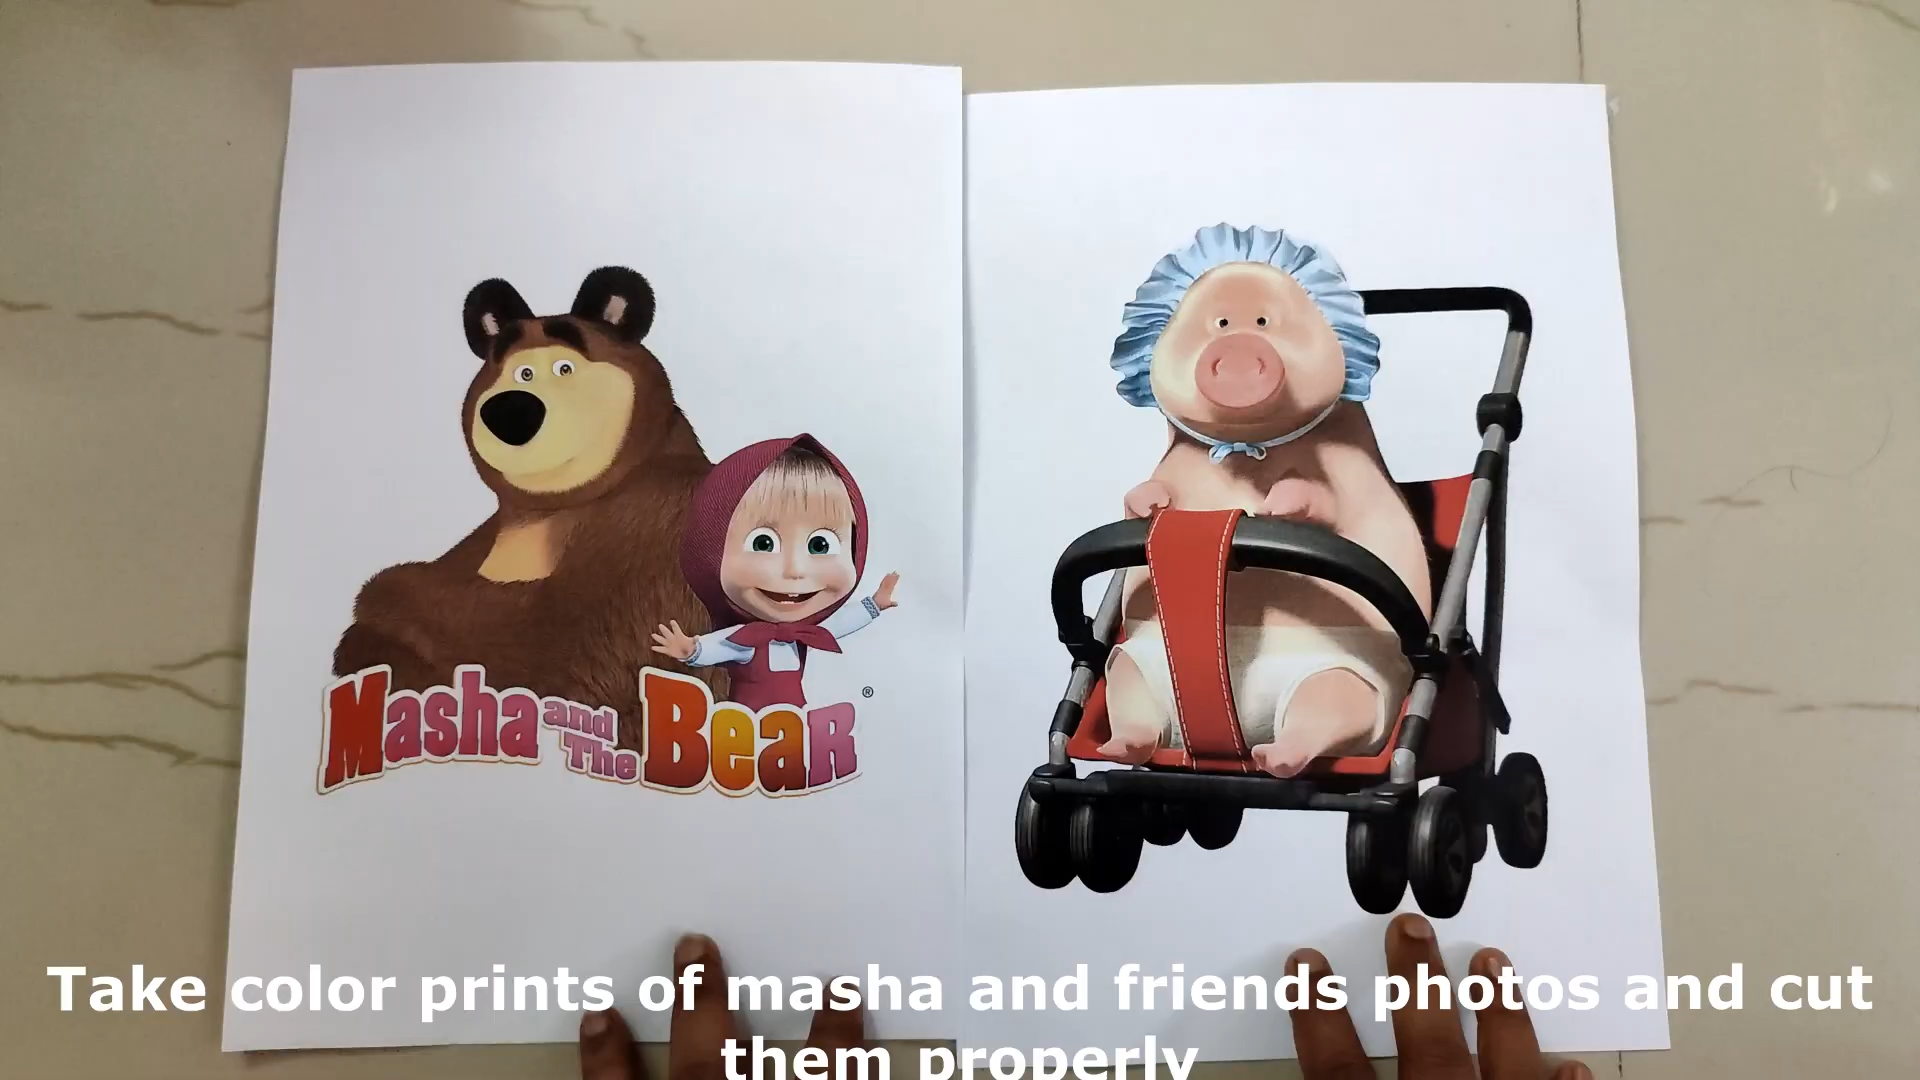 Masha and The Bear ®
Take color prints of masha and friends photos and cut
them properly